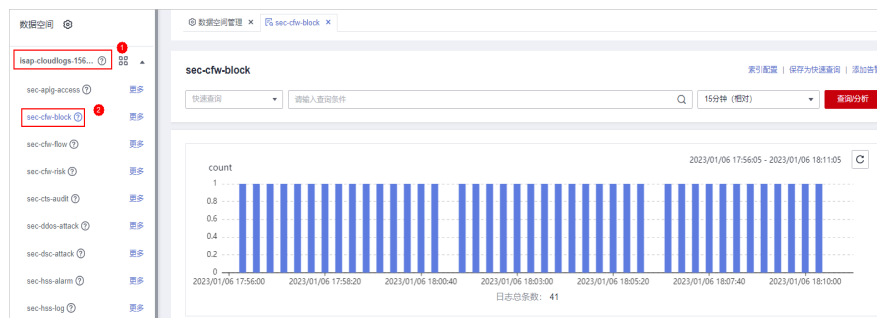 数据空间
数据空间管理 ×
sec-cfw-block ×
1
isap-cloudlogs-156...
sec-apig-access 更多
sec-cfw-block 更多
2
sec-cfw-flow 更多
sec-cfw-risk 更多
sec-cts-audit 更多
sec-ddos-attack 更多
sec-dsc-attack 更多
sec-hss-alarm 更多
sec-hss-log 更多
sec-cfw-block
索引配置 | 保存为快速查询 | 添加告警
快速查询
请输入查询条件
15分钟（相对）
查询/分析
2023/01/06 17:56:05 - 2023/01/06 18:11:05
count
1
0.8
0.6
0.4
0.2
0
2023/01/06 17:56:00 2023/01/06 17:58:20 2023/01/06 18:00:40 2023/01/06 18:03:00 2023/01/06 18:05:20 2023/01/06 18:07:40 2023/01/06 18:10:00
日志总条数： 41